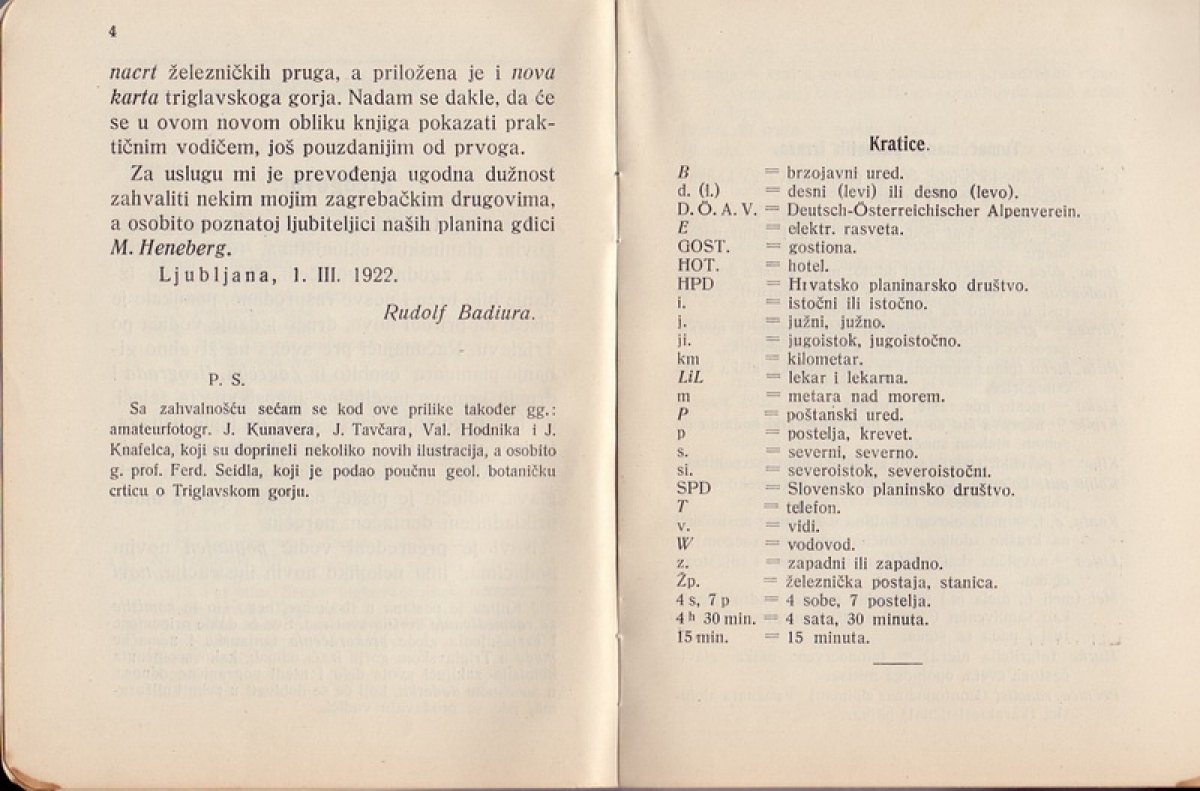 4
nacrt železničkih pruga, a priložena je i nova
karta triglavskoga gorja. Nadam se dakle, da će
se u ovom novom obliku knjiga pokazati prak-
tičnim vodičem, još pouzdanijim od prvoga.
Za uslugu mi je prevođenja ugodna dužnost
zahvaliti nekim mojim zagrebačkim drugovima,
a osobito poznatoj ljubiteljici naših planina gdici
M. Heneberg.
Ljubljana, 1. III. 1922.
Rudolf Badiura.
P. S.
Sa zahvalnošću sećam se kod ove prilike također gg.:
amateurfotogr. J. Kunavera, J. Tavčara, Val. Hodnika i J.
Knafelca, koji su doprineli nekoliko novih ilustracija, a osobito
g. prof. Ferd. Seidla, koji je podao poučnu geol. botaničku
crticu o Triglavskom gorju.
Kratice.
B = brzojavni ured.
d. (l.) = desni (levi) ili desno (levo).
D. Ö. A. V. = Deutsch-Österreichischer Alpenverein.
E = elektr. rasveta.
GOST. = gostiona.
HOT. = hotel.
HPD = Hrvatsko planinarsko društvo.
i. = istočni ili istočno.
j. = južni, južno.
ji. = jugoistok, jugoistočno.
km = kilometar.
LiL = lekar i lekarna.
m = metara nad morem.
P = poštanski ured.
p = postelja, krevet.
s. = severni, severno.
si. = severoistok, severoistočni.
SPD = Slovensko planinsko društvo.
T = telefon.
v. = vidi.
W = vodovod.
z. = zapadni ili zapadno.
Žp. = železnička postaja, stanica.
4 s, 7 p = 4 sobe, 7 postelja.
4 h 30 min. = 4 sata, 30 minuta.
15 min. = 15 minuta.